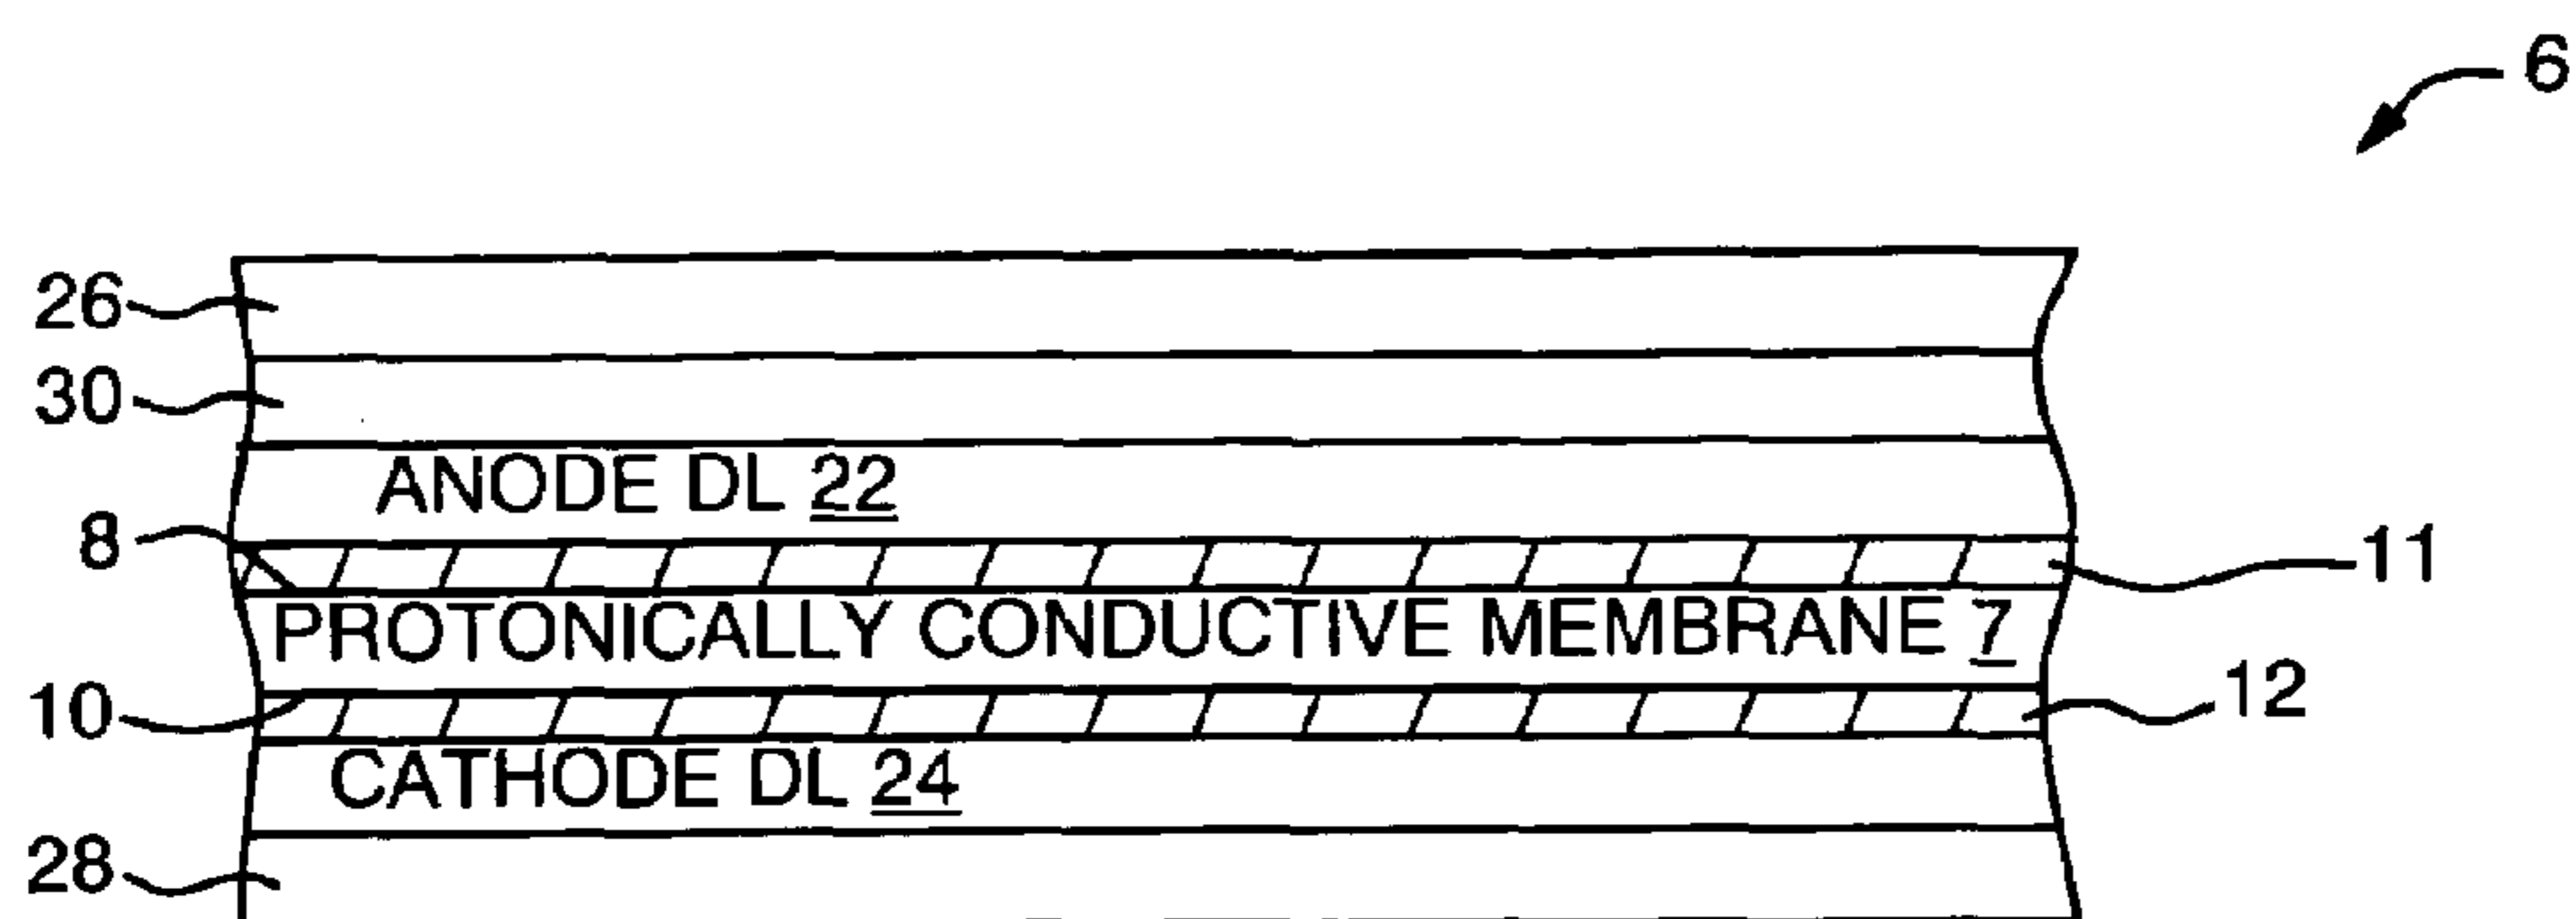 6
26
30
ANODE DL 22
8
11
PROTONICALLY CONDUCTIVE MEMBRANE 7
10
12
CATHODE DL 24
28